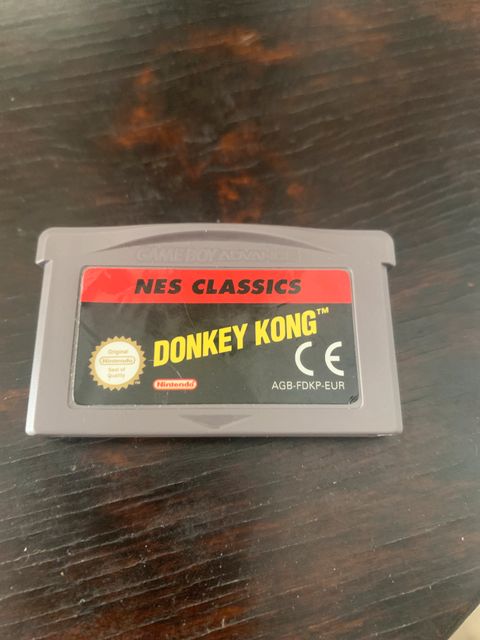 GAME BOY ADVANCE
NES CLASSICS
DONKEY KONG™
Original
Nintendo
Seal of
Quality
Nintendo
CE
AGB-FDKP-EUR